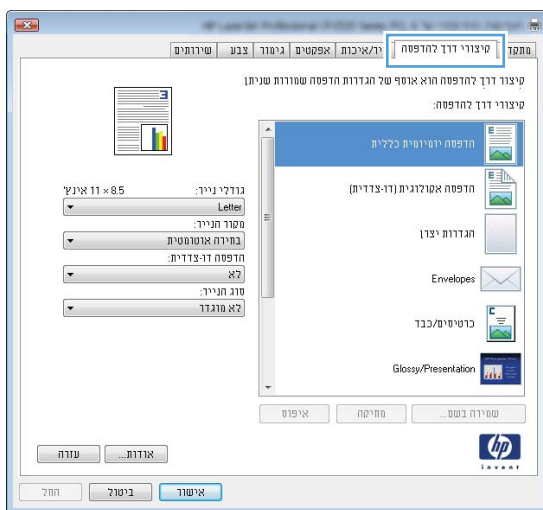 מתקדם
קיצורי דרך להדפסה
נייר/איכות
אפקטים
גימור
צבע
שירותים
קיצור דרך להדפסה הוא אוסף של הגדרות הדפסה שמורות שניתן
קיצורי דרך להדפסה:
הדפסה יומיומית כללית
הדפסה אקולוגית (דו-צדדית)
הגדרות יצרן
Envelopes
כרטיסים/כבד
Glossy/Presentation
גודלי נייר: 8.5 × 11 אינץ'
Letter
מקור הנייר:
בחירה אוטומטית
הדפסה דו-צדדית:
לא
סוג הנייר:
לא מוגדר
שמירה בשם...
מחיקה
איפוס
hp
invent
אודות...
עזרה
אישור
ביטול
החל